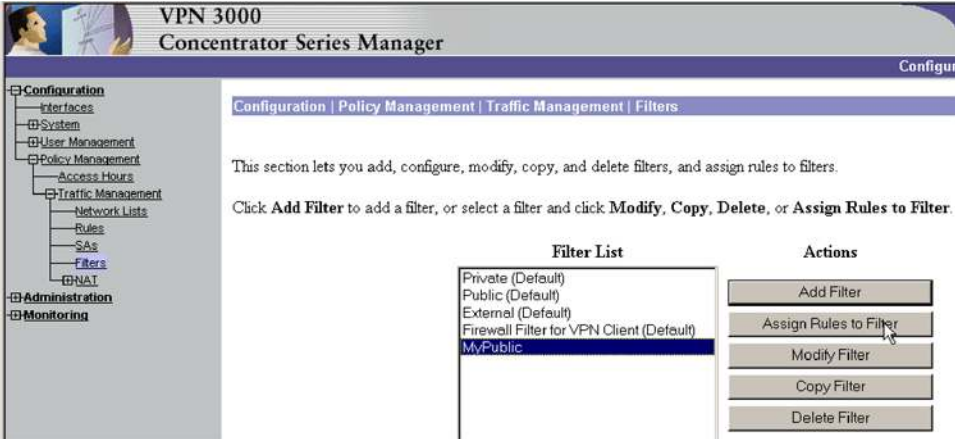 VPN 3000
Concentrator Series Manager
Configur
Configuration
Interfaces
System
User Management
Policy Management
Access Hours
Traffic Management
Network Lists
Rules
SAs
Filters
NAT
Administration
Monitoring
Configuration | Policy Management | Traffic Management | Filters
This section lets you add, configure, modify, copy, and delete filters, and assign rules to filters.
Click Add Filter to add a filter, or select a filter and click Modify, Copy, Delete, or Assign Rules to Filter.
Filter List
Private (Default)
Public (Default)
External (Default)
Firewall Filter for VPN Client (Default)
MyPublic
Actions
Add Filter
Assign Rules to Filter
Modify Filter
Copy Filter
Delete Filter